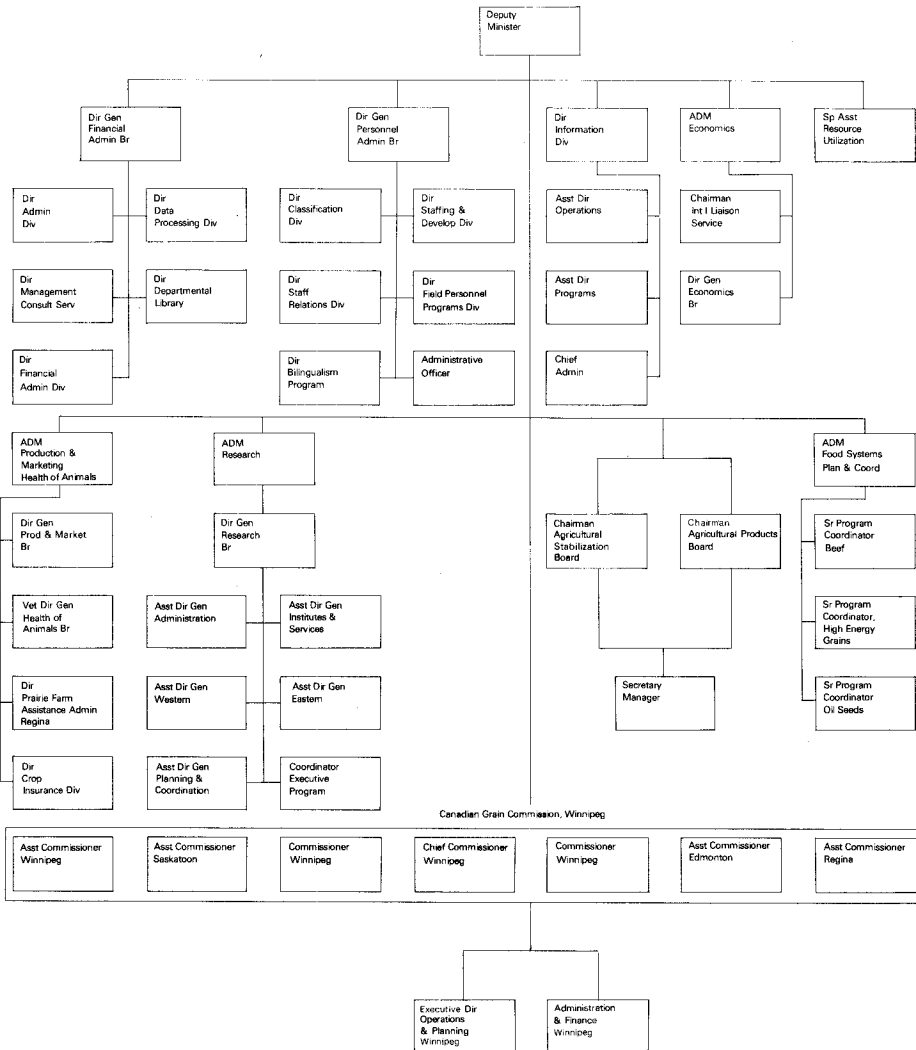 Deputy
Minister
Dir Gen
Financial
Admin Br
Dir Gen
Personnel
Admin Br
Dir
Information
Div
ADM
Economics
Sp Asst
Resource
Utilization
Dir
Admin
Div
Dir
Data
Processing Div
Dir
Classification
Div
Dir
Staffing &
Develop Div
Asst Dir
Operations
Chairman
Int l Liaison
Service
Dir
Management
Consult Serv
Dir
Departmental
Library
Dir
Staff
Relations Div
Dir
Field Personnel
Programs Div
Asst Dir
Programs
Dir Gen
Economics
Br
Dir
Financial
Admin Div
Dir
Bilingualism
Program
Administrative
Officer
Chief
Admin
ADM
Production &
Marketing
Health of Animals
ADM
Research
ADM
Food Systems
Plan & Coord
Dir Gen
Prod & Market
Br
Dir Gen
Research
Br
Chairman
Agricultural
Stabilization
Board
Chairman
Agricultural Products
Board
Sr Program
Coordinator
Beef
Vet Dir Gen
Health of
Animals Br
Asst Dir Gen
Administration
Asst Dir Gen
Institutes &
Services
Sr Program
Coordinator,
High Energy
Grains
Dir
Prairie Farm
Assistance Admin
Regina
Asst Dir Gen
Western
Asst Dir Gen
Eastern
Secretary
Manager
Sr Program
Coordinator
Oil Seeds
Dir
Crop
Insurance Div
Asst Dir Gen
Planning &
Coordination
Coordinator
Executive
Program
Canadian Grain Commission, Winnipeg
Asst Commissioner
Winnipeg
Asst Commissioner
Saskatoon
Commissioner
Winnipeg
Chief Commissioner
Winnipeg
Commissioner
Winnipeg
Asst Commissioner
Edmonton
Asst Commissioner
Regina
Executive Dir
Operations
& Planning
Winnipeg
Administration
& Finance
Winnipeg